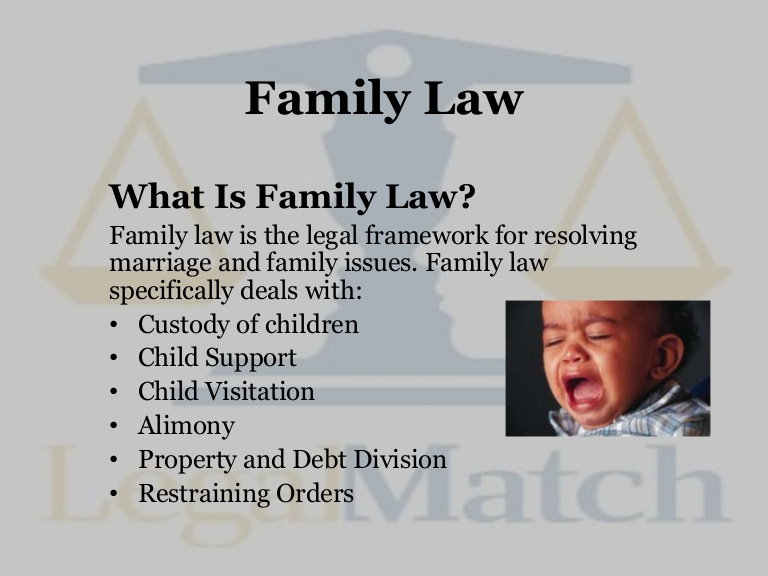 Family Law
What Is Family Law?
Family law is the legal framework for resolving
marriage and family issues. Family law
specifically deals with:
• Custody of children
• Child Support
• Child Visitation
• Alimony
• Property and Debt Division
• Restraining Orders
LegalMatch